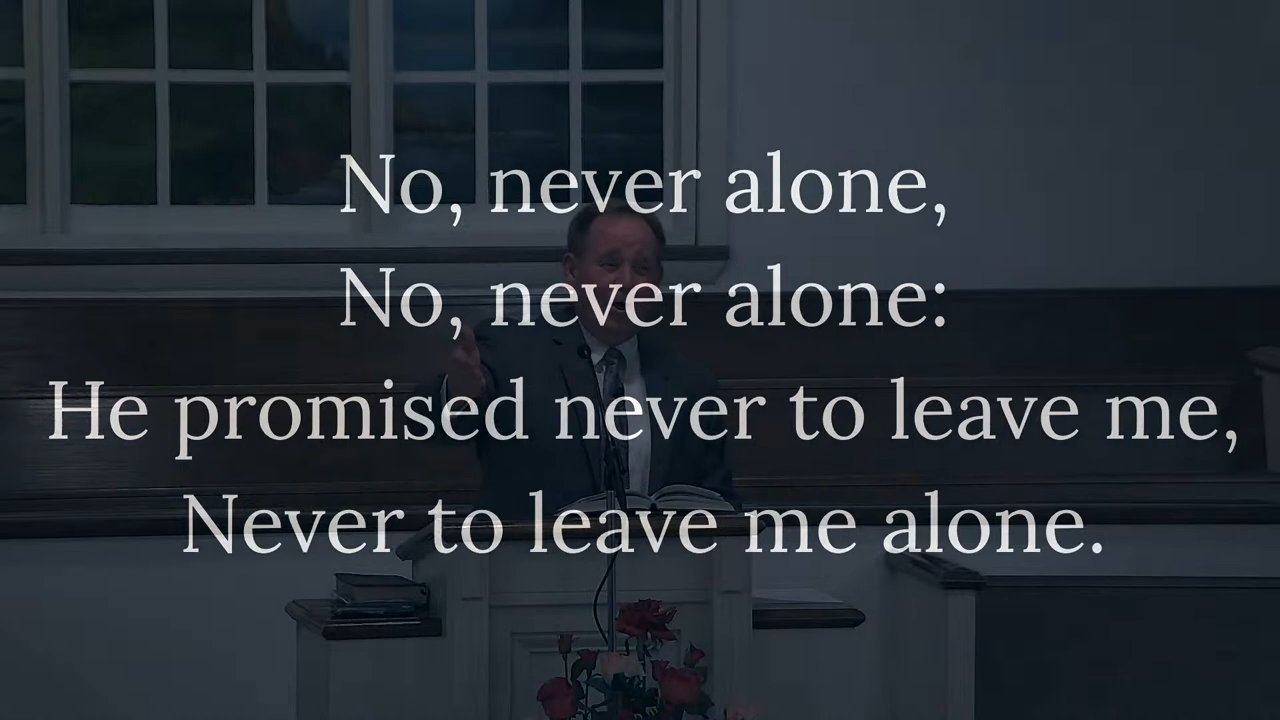 No, never alone,
No, never alone:
He promised never to leave me,
Never to leave me alone.